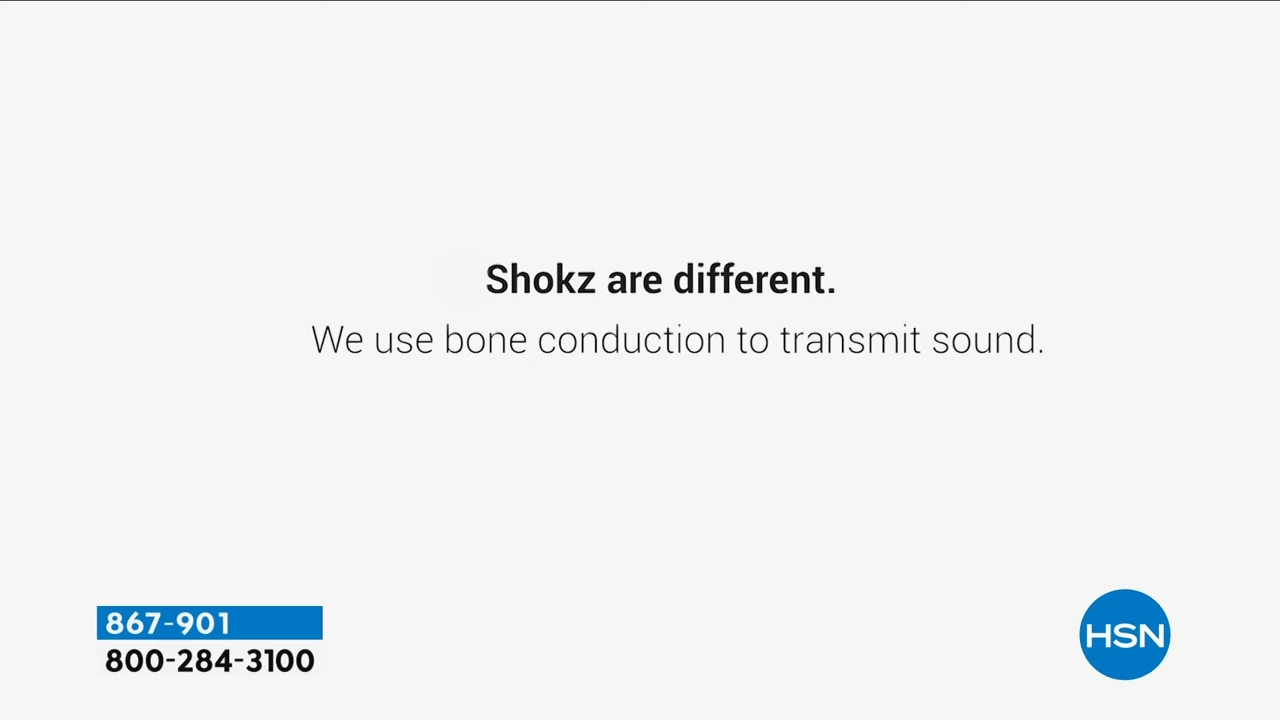 Shokz are different.
We use bone conduction to transmit sound.
867-901
800-284-3100
HSN